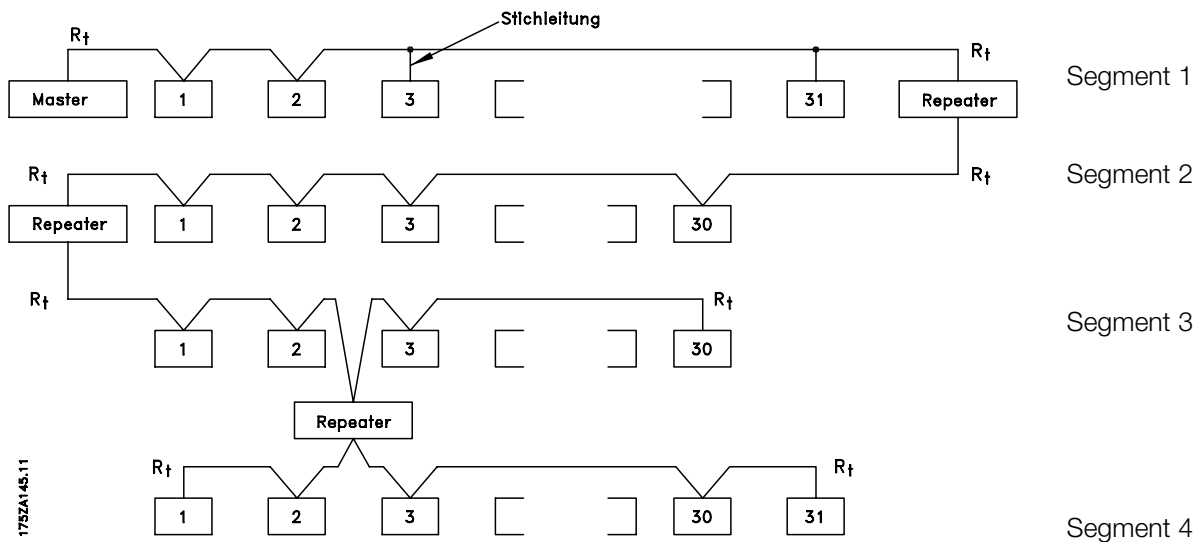 Stichleitung
Rt Rt
Master 1 2 3 31 Repeater Segment 1
Rt Rt Segment 2
Repeater 1 2 3 30
Rt Rt Segment 3
1 2 3 30
Repeater
Rt Rt
1 2 3 30 31 Segment 4
175ZA145.11